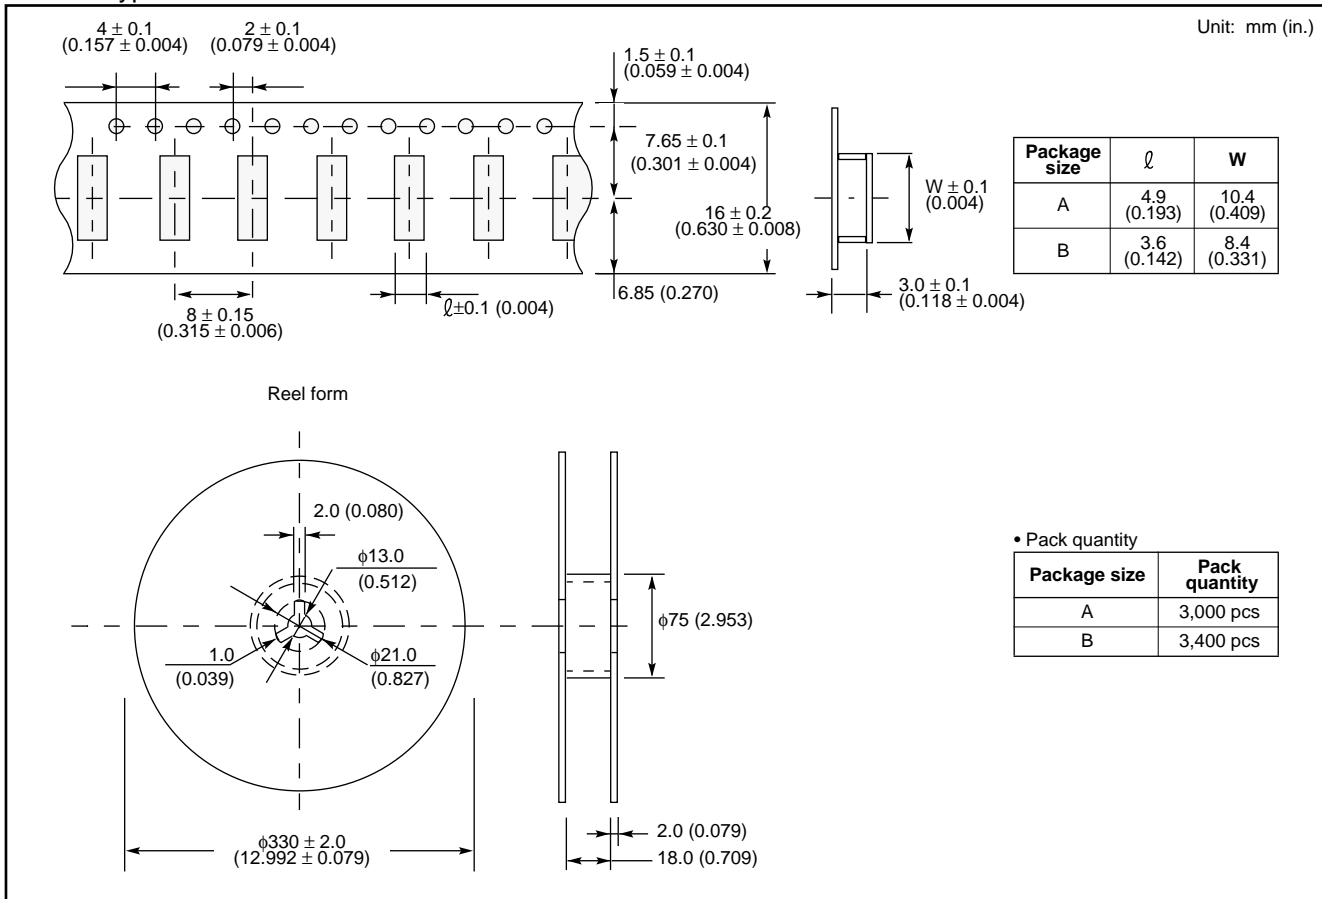 Unit: mm (in.)
4 ± 0.1
(0.157 ± 0.004)
2 ± 0.1
(0.079 ± 0.004)
1.5 ± 0.1
(0.059 ± 0.004)
7.65 ± 0.1
(0.301 ± 0.004)
16 ± 0.2
(0.630 ± 0.008)
6.85 (0.270)
8 ± 0.15
(0.315 ± 0.006)
ℓ±0.1 (0.004)
W ± 0.1
(0.004)
3.0 ± 0.1
(0.118 ± 0.004)
Package size ℓ W
A 4.9 (0.193) 10.4 (0.409)
B 3.6 (0.142) 8.4 (0.331)
Reel form
2.0 (0.080)
ϕ13.0
(0.512)
1.0
(0.039)
ϕ21.0
(0.827)
ϕ330 ± 2.0
(12.992 ± 0.079)
ϕ75 (2.953)
2.0 (0.079)
18.0 (0.709)
• Pack quantity
Package size Pack quantity
A 3,000 pcs
B 3,400 pcs